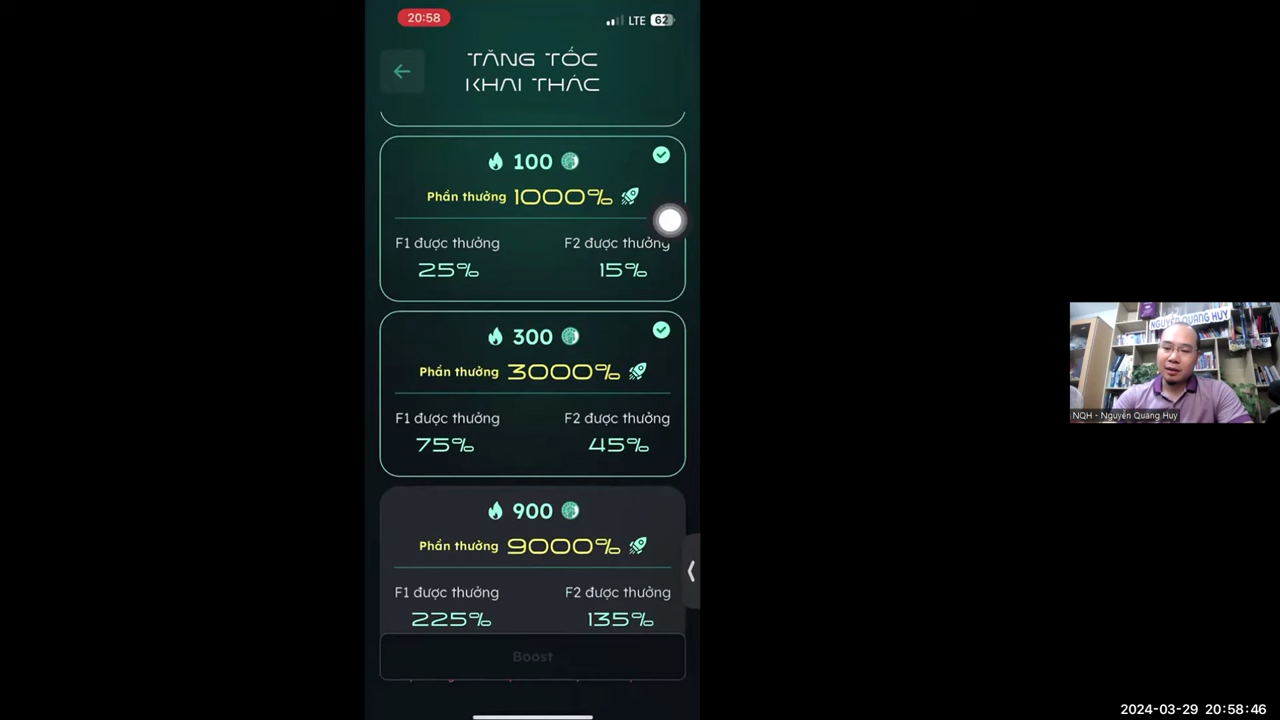 20:58
LTE 62
TĂNG TỐC
KHAI THÁC
100
Phần thưởng 1000%
F1 được thưởng F2 được thưởng
25% 15%
300
Phần thưởng 3000%
F1 được thưởng F2 được thưởng
75% 45%
900
Phần thưởng 9000%
F1 được thưởng F2 được thưởng
225% 135%
Boost
NGUYỄN QUANG HUY
NQH - Nguyễn Quang Huy
2024-03-29 20:58:46